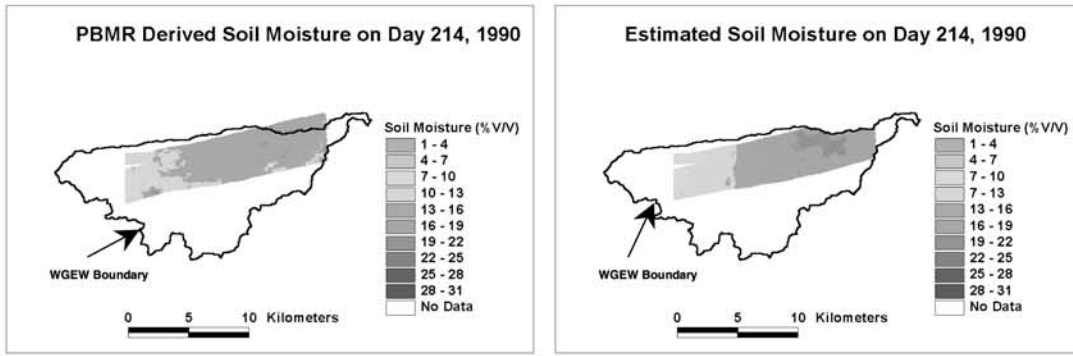 PBMR Derived Soil Moisture on Day 214, 1990
Soil Moisture (%V/V)
1 - 4
4 - 7
7 - 10
10 - 13
13 - 16
16 - 19
19 - 22
22 - 25
25 - 28
28 - 31
No Data
WGEW Boundary
0 5 10 Kilometers
Estimated Soil Moisture on Day 214, 1990
Soil Moisture (%V/V)
1 - 4
4 - 7
7 - 10
7 - 13
13 - 16
16 - 19
19 - 22
22 - 25
25 - 28
28 - 31
No Data
WGEW Boundary
0 5 10 Kilometers